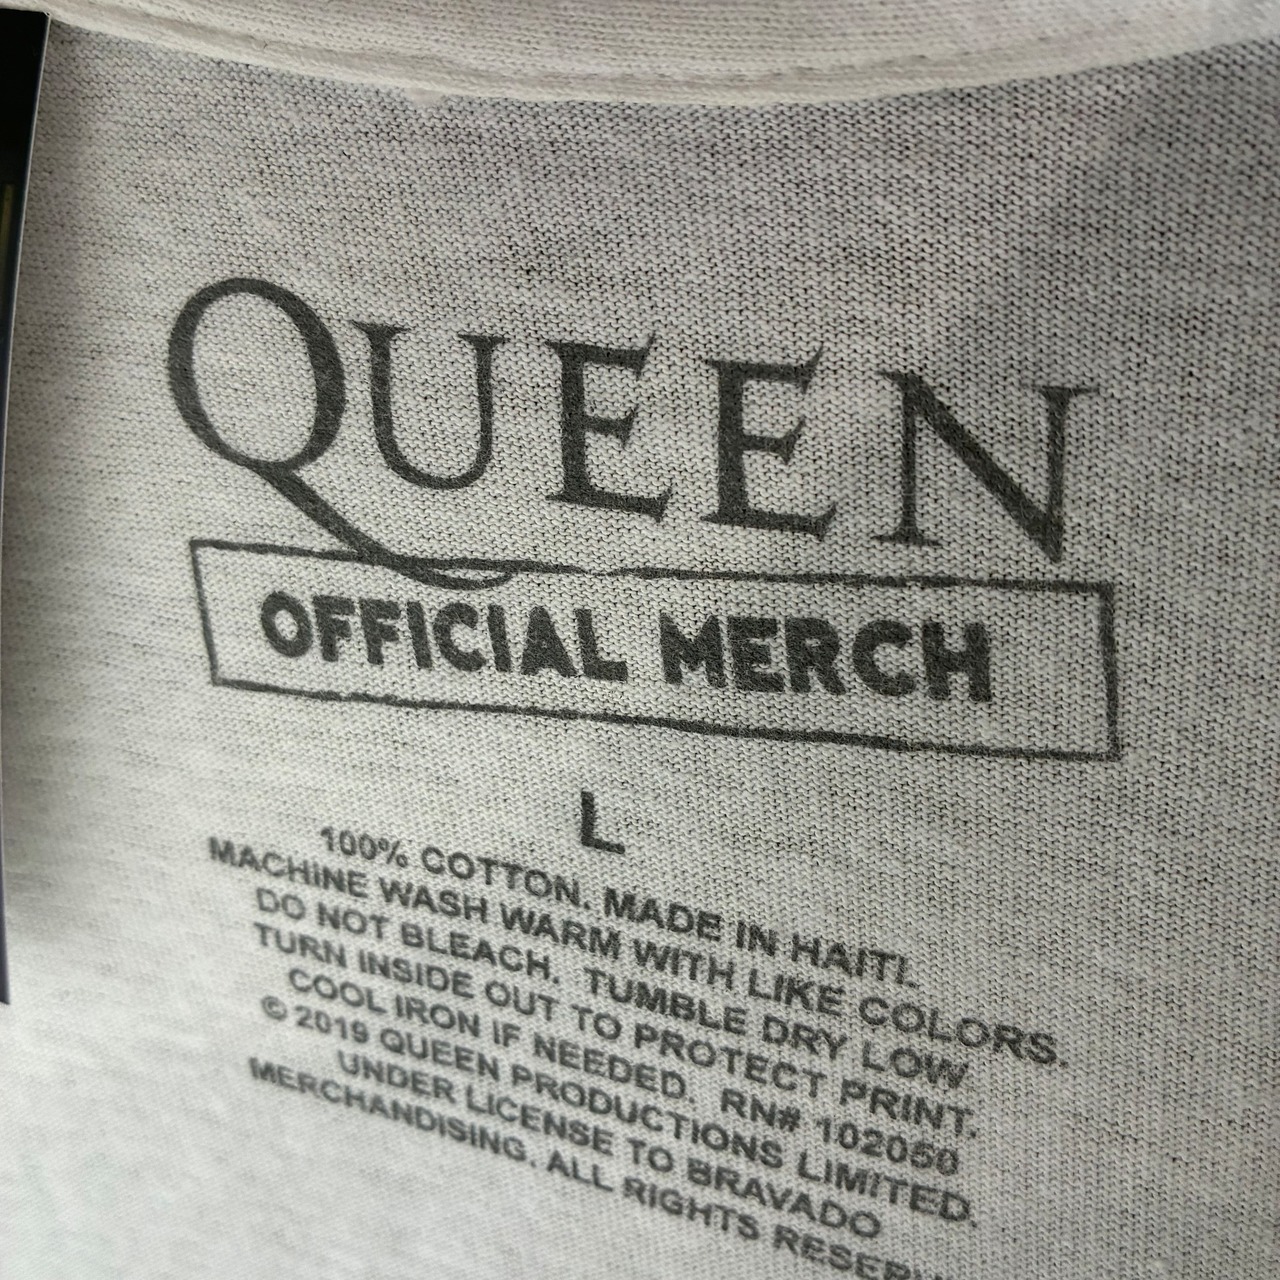 QUEEN
OFFICIAL MERCH
L
100% COTTON. MADE IN HAITI.
MACHINE WASH WARM WITH LIKE COLORS.
DO NOT BLEACH. TUMBLE DRY LOW.
TURN INSIDE OUT TO PROTECT PRINT.
COOL IRON IF NEEDED. RN# 102050
© 2019 QUEEN PRODUCTIONS LIMITED.
UNDER LICENSE TO BRAVADO
MERCHANDISING. ALL RIGHTS